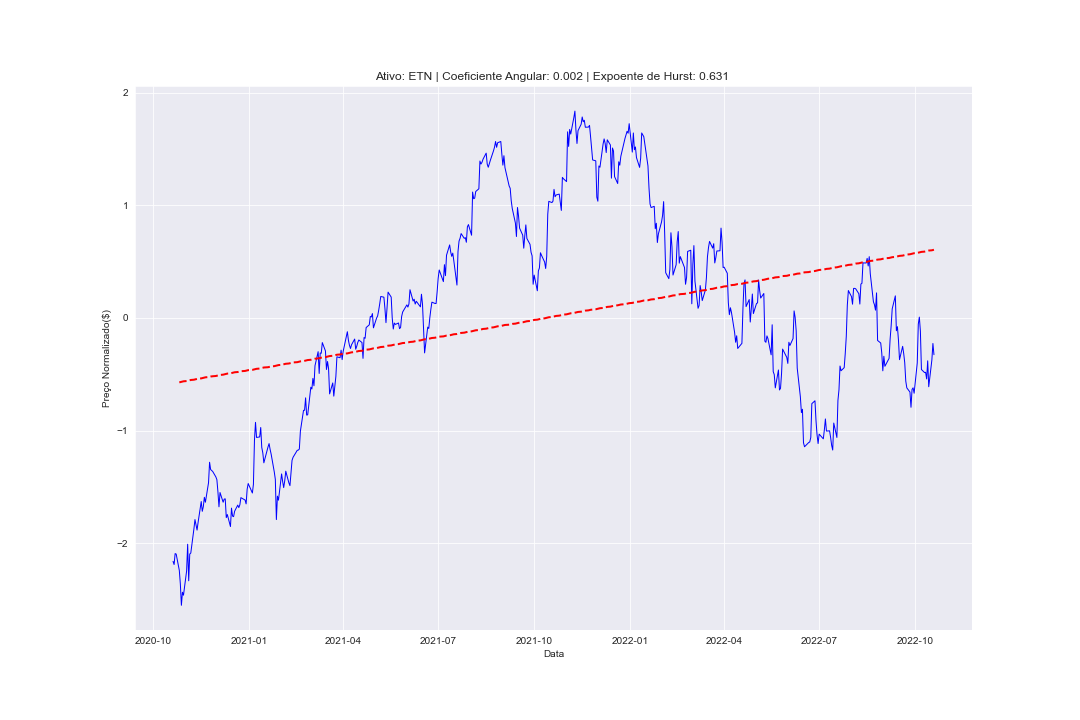 Ativo: ETN | Coeficiente Angular: 0.002 | Expoente de Hurst: 0.631
2
1
0
−1
−2
Preço Normalizado($)
2020-10 2021-01 2021-04 2021-07 2021-10 2022-01 2022-04 2022-07 2022-10
Data